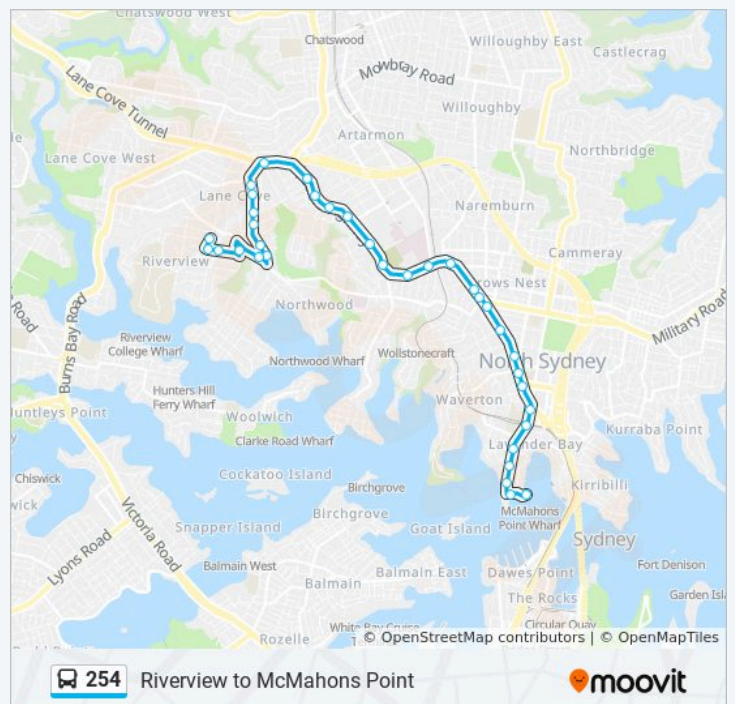 Chatswood West
Chatswood
Willoughby East
Castlecrag
Mowbray Road
Lane Cove Tunnel
Willoughby
Artarmon
Northbridge
Lane Cove West
Lane Cove
Naremburn
Cammeray
Riverview
rows Nest
Northwood
Military Road
Road
Burns Bay Road
Riverview
College Wharf
Northwood Wharf
Wollstonecraft
North Sydney
Hunters Hill
Ferry Wharf
Waverton
Huntleys Point
Woolwich
Kurraba Point
Clarke Road Wharf
Lavender Bay
Chiswick
Cockatoo Island
Kirribilli
Birchgrove
wick
Birchgrove
McMahons
Point Wharf
Victoria Road
Snapper Island
Goat Island
Sydney
Lyons Road
Balmain West
Balmain East
Dawes Point
Fort Denison
Balmain
The Rocks
Garden Isla
White Bay Cruise
Circular Quay
Rozelle
© OpenStreetMap contributors | © OpenMapTiles
254 Riverview to McMahons Point
moovit